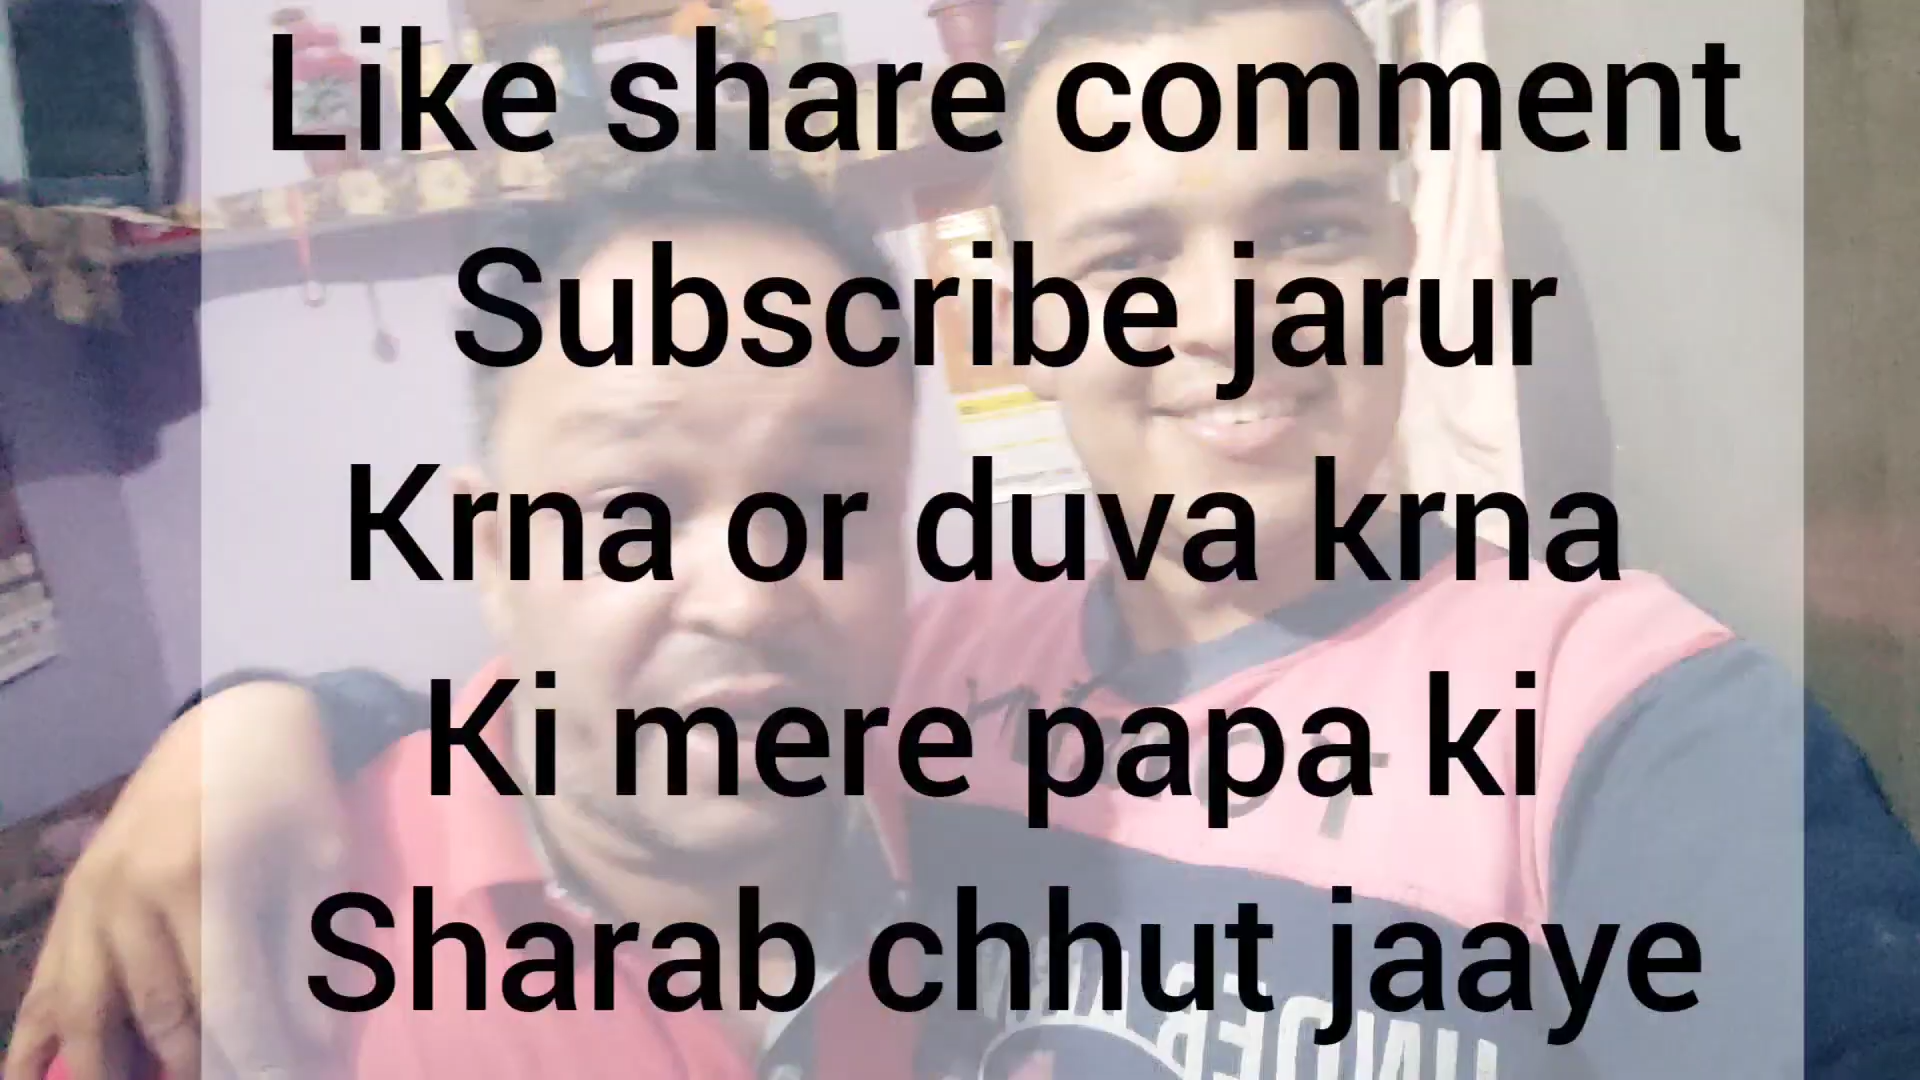 Like share comment
Subscribe jarur
Krna or duva krna
Ki mere papa ki
Sharab chhut jaaye